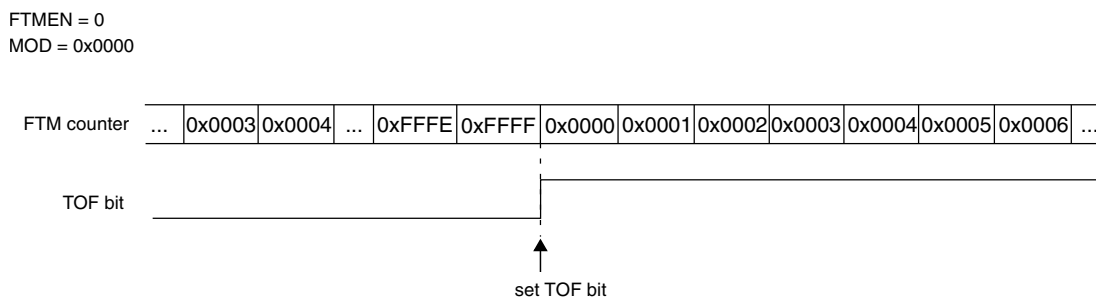 FTMEN = 0
MOD = 0x0000
FTM counter ... 0x0003 0x0004 ... 0xFFFE 0xFFFF 0x0000 0x0001 0x0002 0x0003 0x0004 0x0005 0x0006 ...
TOF bit
set TOF bit